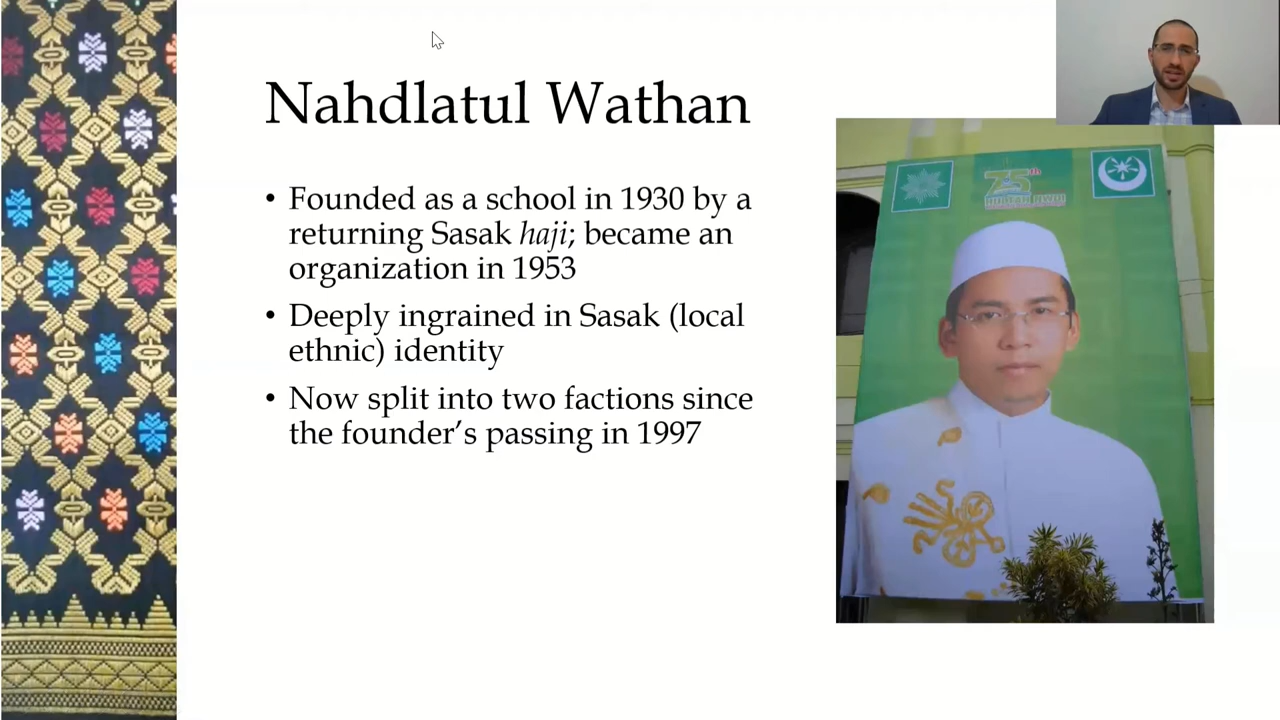 Nahdlatul Wathan
• Founded as a school in 1930 by a
returning Sasak haji; became an
organization in 1953
• Deeply ingrained in Sasak (local
ethnic) identity
• Now split into two factions since
the founder's passing in 1997
75th